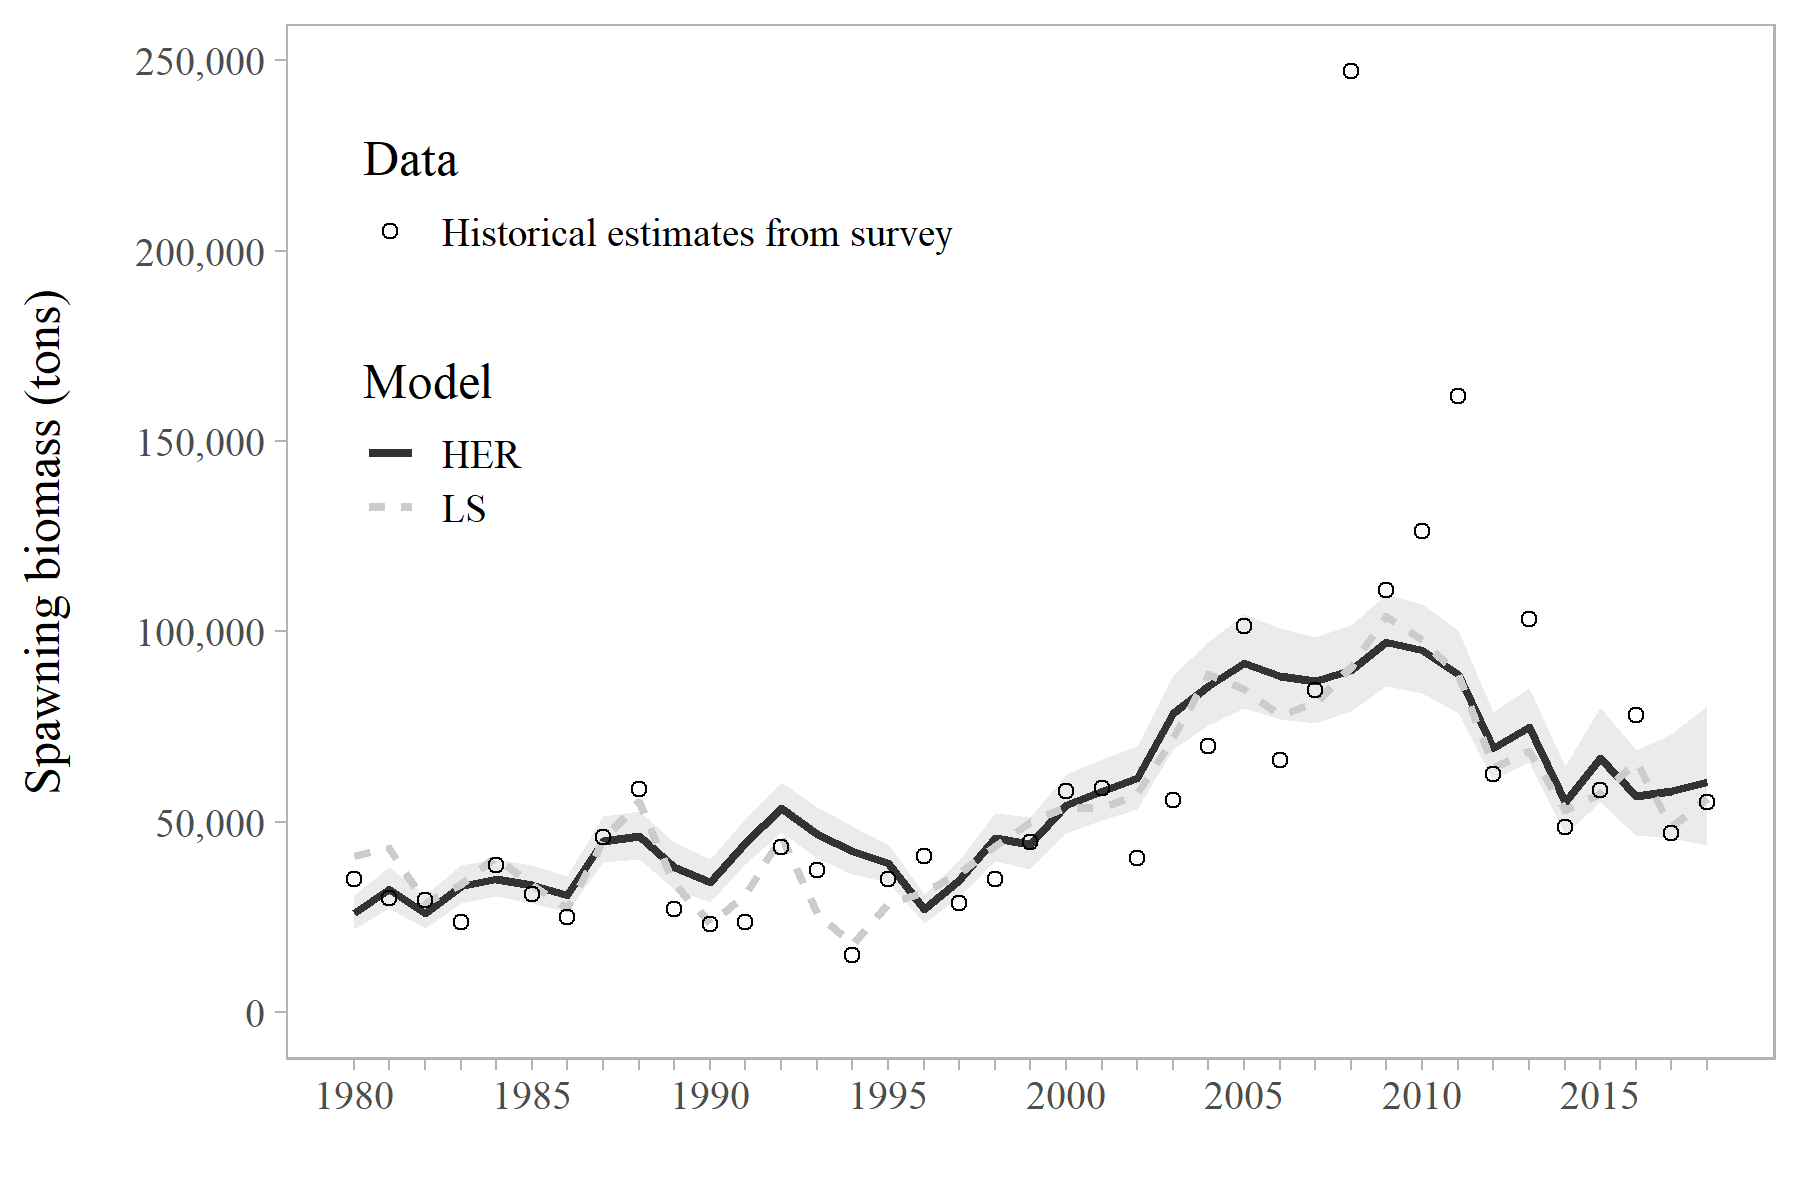 250,000
200,000
150,000
100,000
50,000
0
Spawning biomass (tons)
Data
Historical estimates from survey
Model
HER
LS
1980 1985 1990 1995 2000 2005 2010 2015